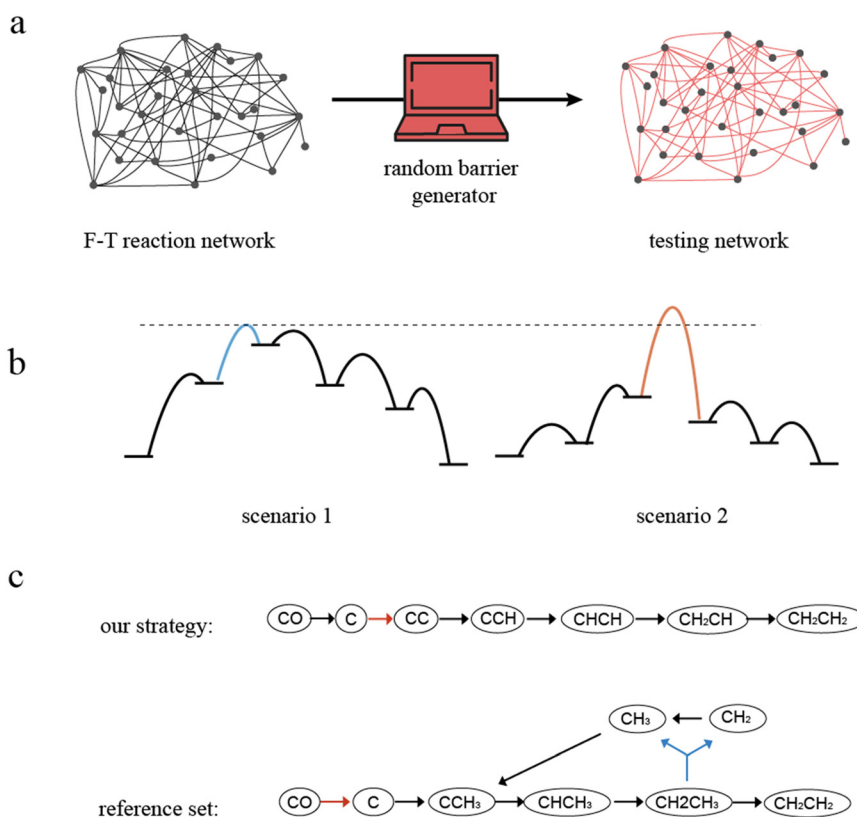 a
random barrier
generator
F-T reaction network
testing network
b
scenario 1
scenario 2
c
our strategy:
CO
C
CC
CCH
CHCH
CH₂CH
CH₂CH₂
CH₃
CH₂
reference set:
CO
C
CCH₃
CHCH₃
CH2CH₃
CH₂CH₂